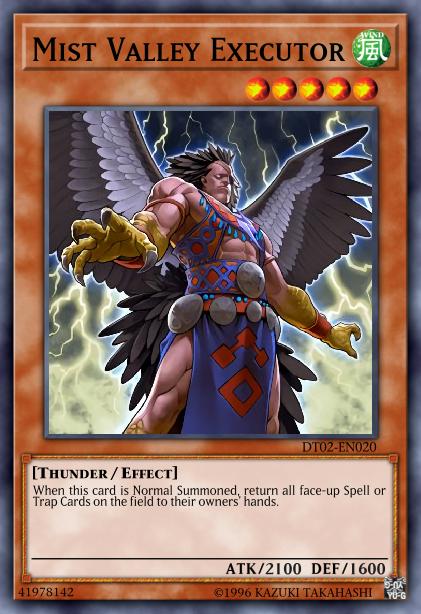 Mist Valley Executor
WIND
風
DT02-EN020
[Thunder / Effect]
When this card is Normal Summoned, return all face-up Spell or
Trap Cards on the field to their owners' hands.
ATK/2100 DEF/1600
41978142
©1996 KAZUKI TAKAHASHI